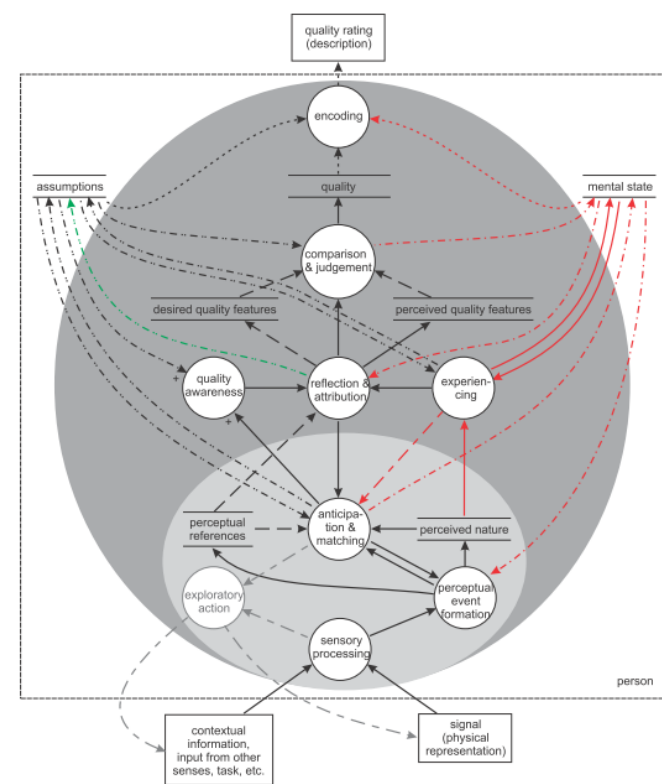 quality rating
(description)
encoding
assumptions
quality
mental state
comparison
& judgement
desired quality features
perceived quality features
+
quality
awareness
+
reflection &
attribution
experien-
cing
perceptual
references
anticipa-
tion &
matching
perceived nature
exploratory
action
perceptual
event
formation
sensory
processing
person
contextual
information,
input from other
senses, task, etc.
signal
(physical
representation)